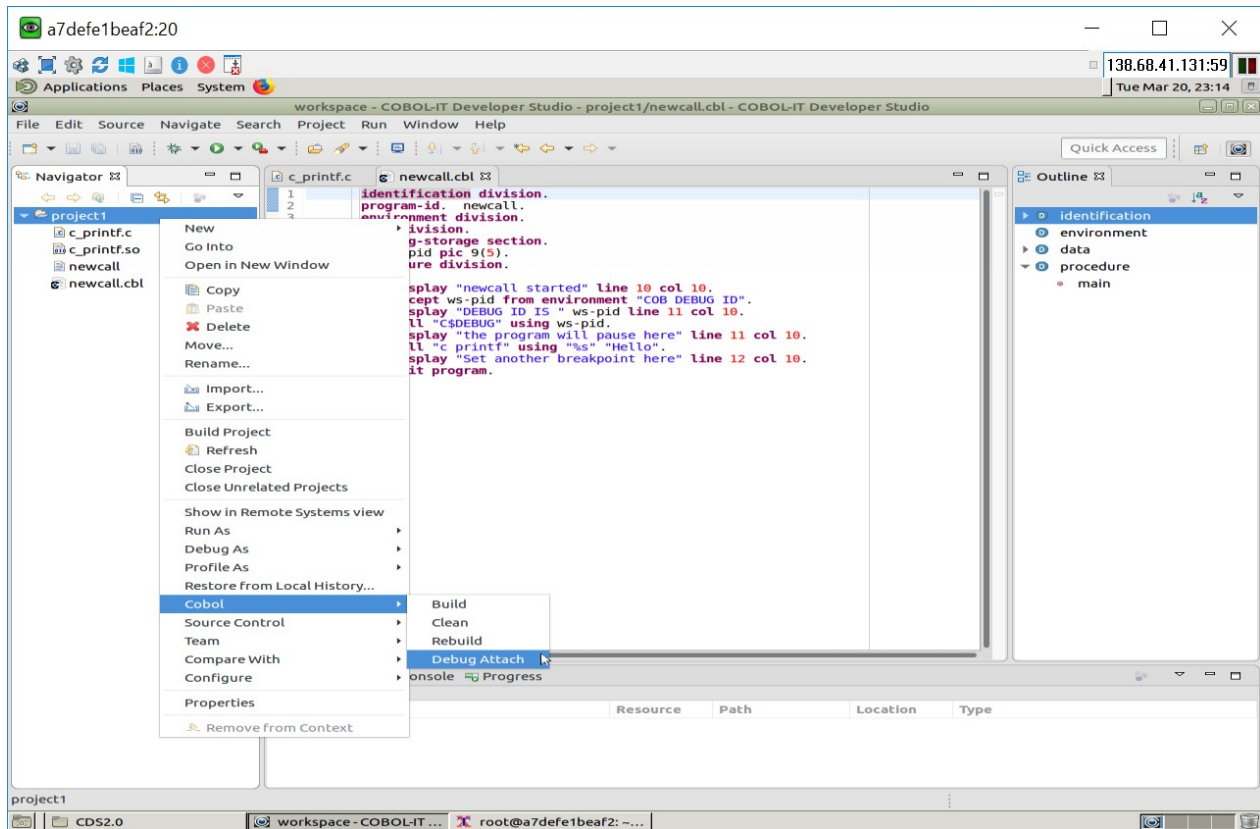 a7defe1beaf2:20
138.68.41.131:59
Applications Places System
Tue Mar 20, 23:14
workspace - COBOL-IT Developer Studio - project1/newcall.cbl - COBOL-IT Developer Studio
File Edit Source Navigate Search Project Run Window Help
Quick Access
Navigator
project1
c_printf.c
c_printf.so
newcall
newcall.cbl
New
Go Into
Open in New Window
Copy
Paste
Delete
Move...
Rename...
Import...
Export...
Build Project
Refresh
Close Project
Close Unrelated Projects
Show in Remote Systems view
Run As
Debug As
Profile As
Restore from Local History...
Cobol
Source Control
Team
Compare With
Configure
Properties
Remove from Context
Build
Clean
Rebuild
Debug Attach
c_printf.c newcall.cbl
1 identification division.
2 program-id. newcall.
3 environment division.
ivision.
g-storage section.
pid pic 9(5).
ure division.
splay "newcall started" line 10 col 10.
cept ws-pid from environment "COB DEBUG ID".
splay "DEBUG ID IS " ws-pid line 11 col 10.
ll "C$DEBUG" using ws-pid.
splay "the program will pause here" line 11 col 10.
ll "c printf" using "%s" "Hello".
splay "Set another breakpoint here" line 12 col 10.
it program.
onsole Progress
Resource Path Location Type
Outline
identification
environment
data
procedure
main
project1
CDS2.0 workspace - COBOL-IT ... root@a7defe1beaf2: ~...